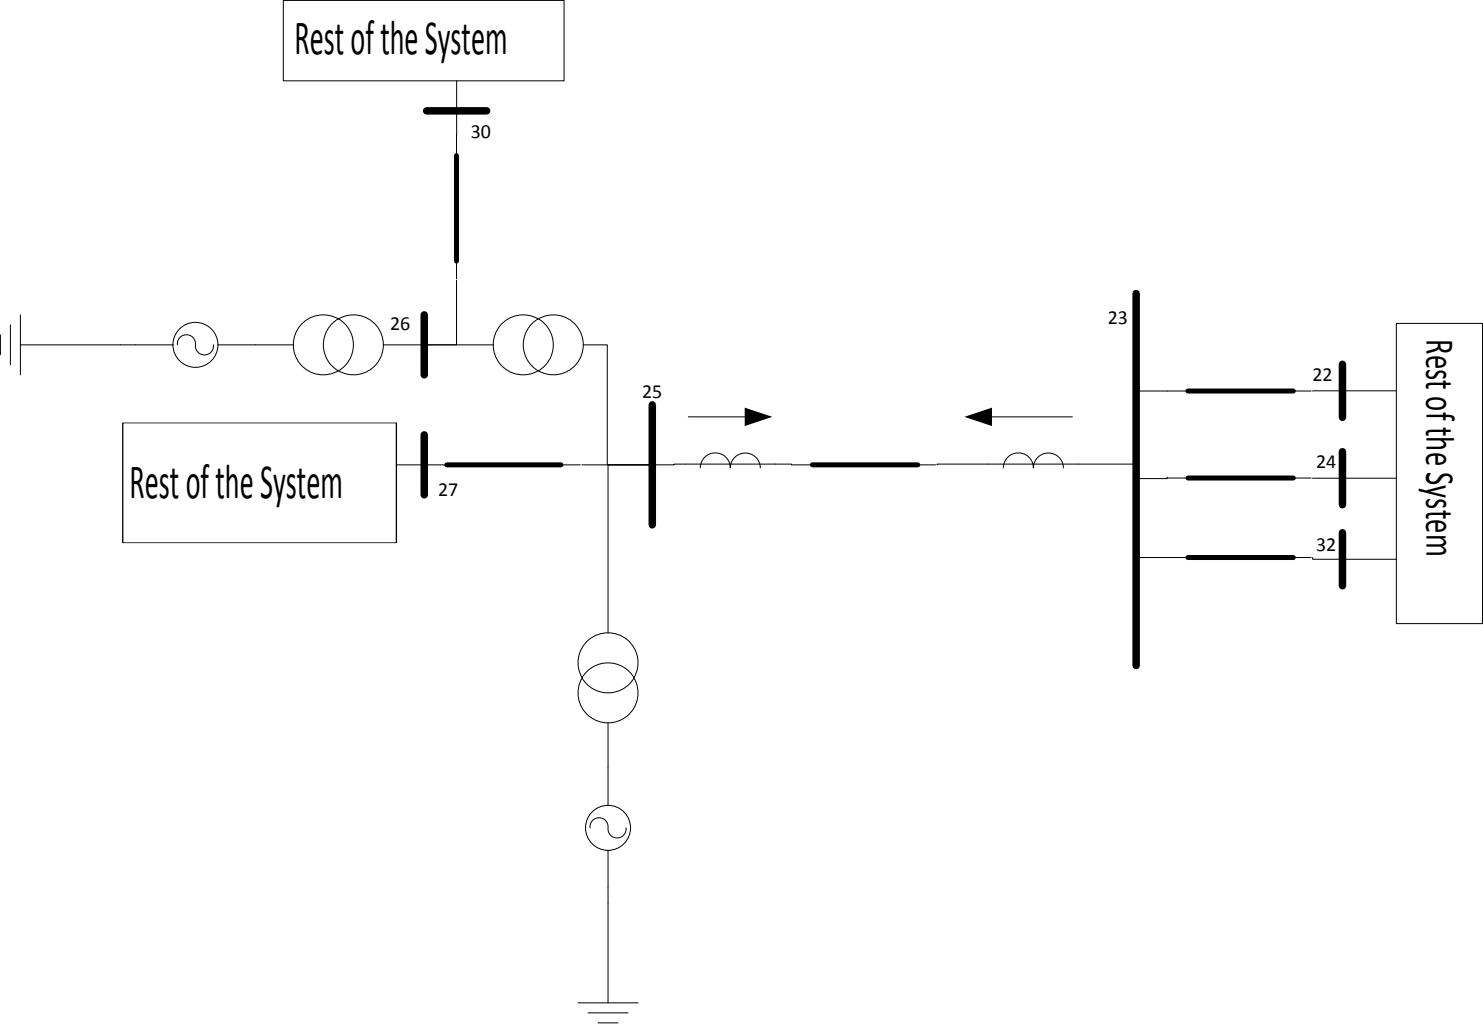 Rest of the System
30
26
23
Rest of the System
22
25
24
Rest of the System
27
32